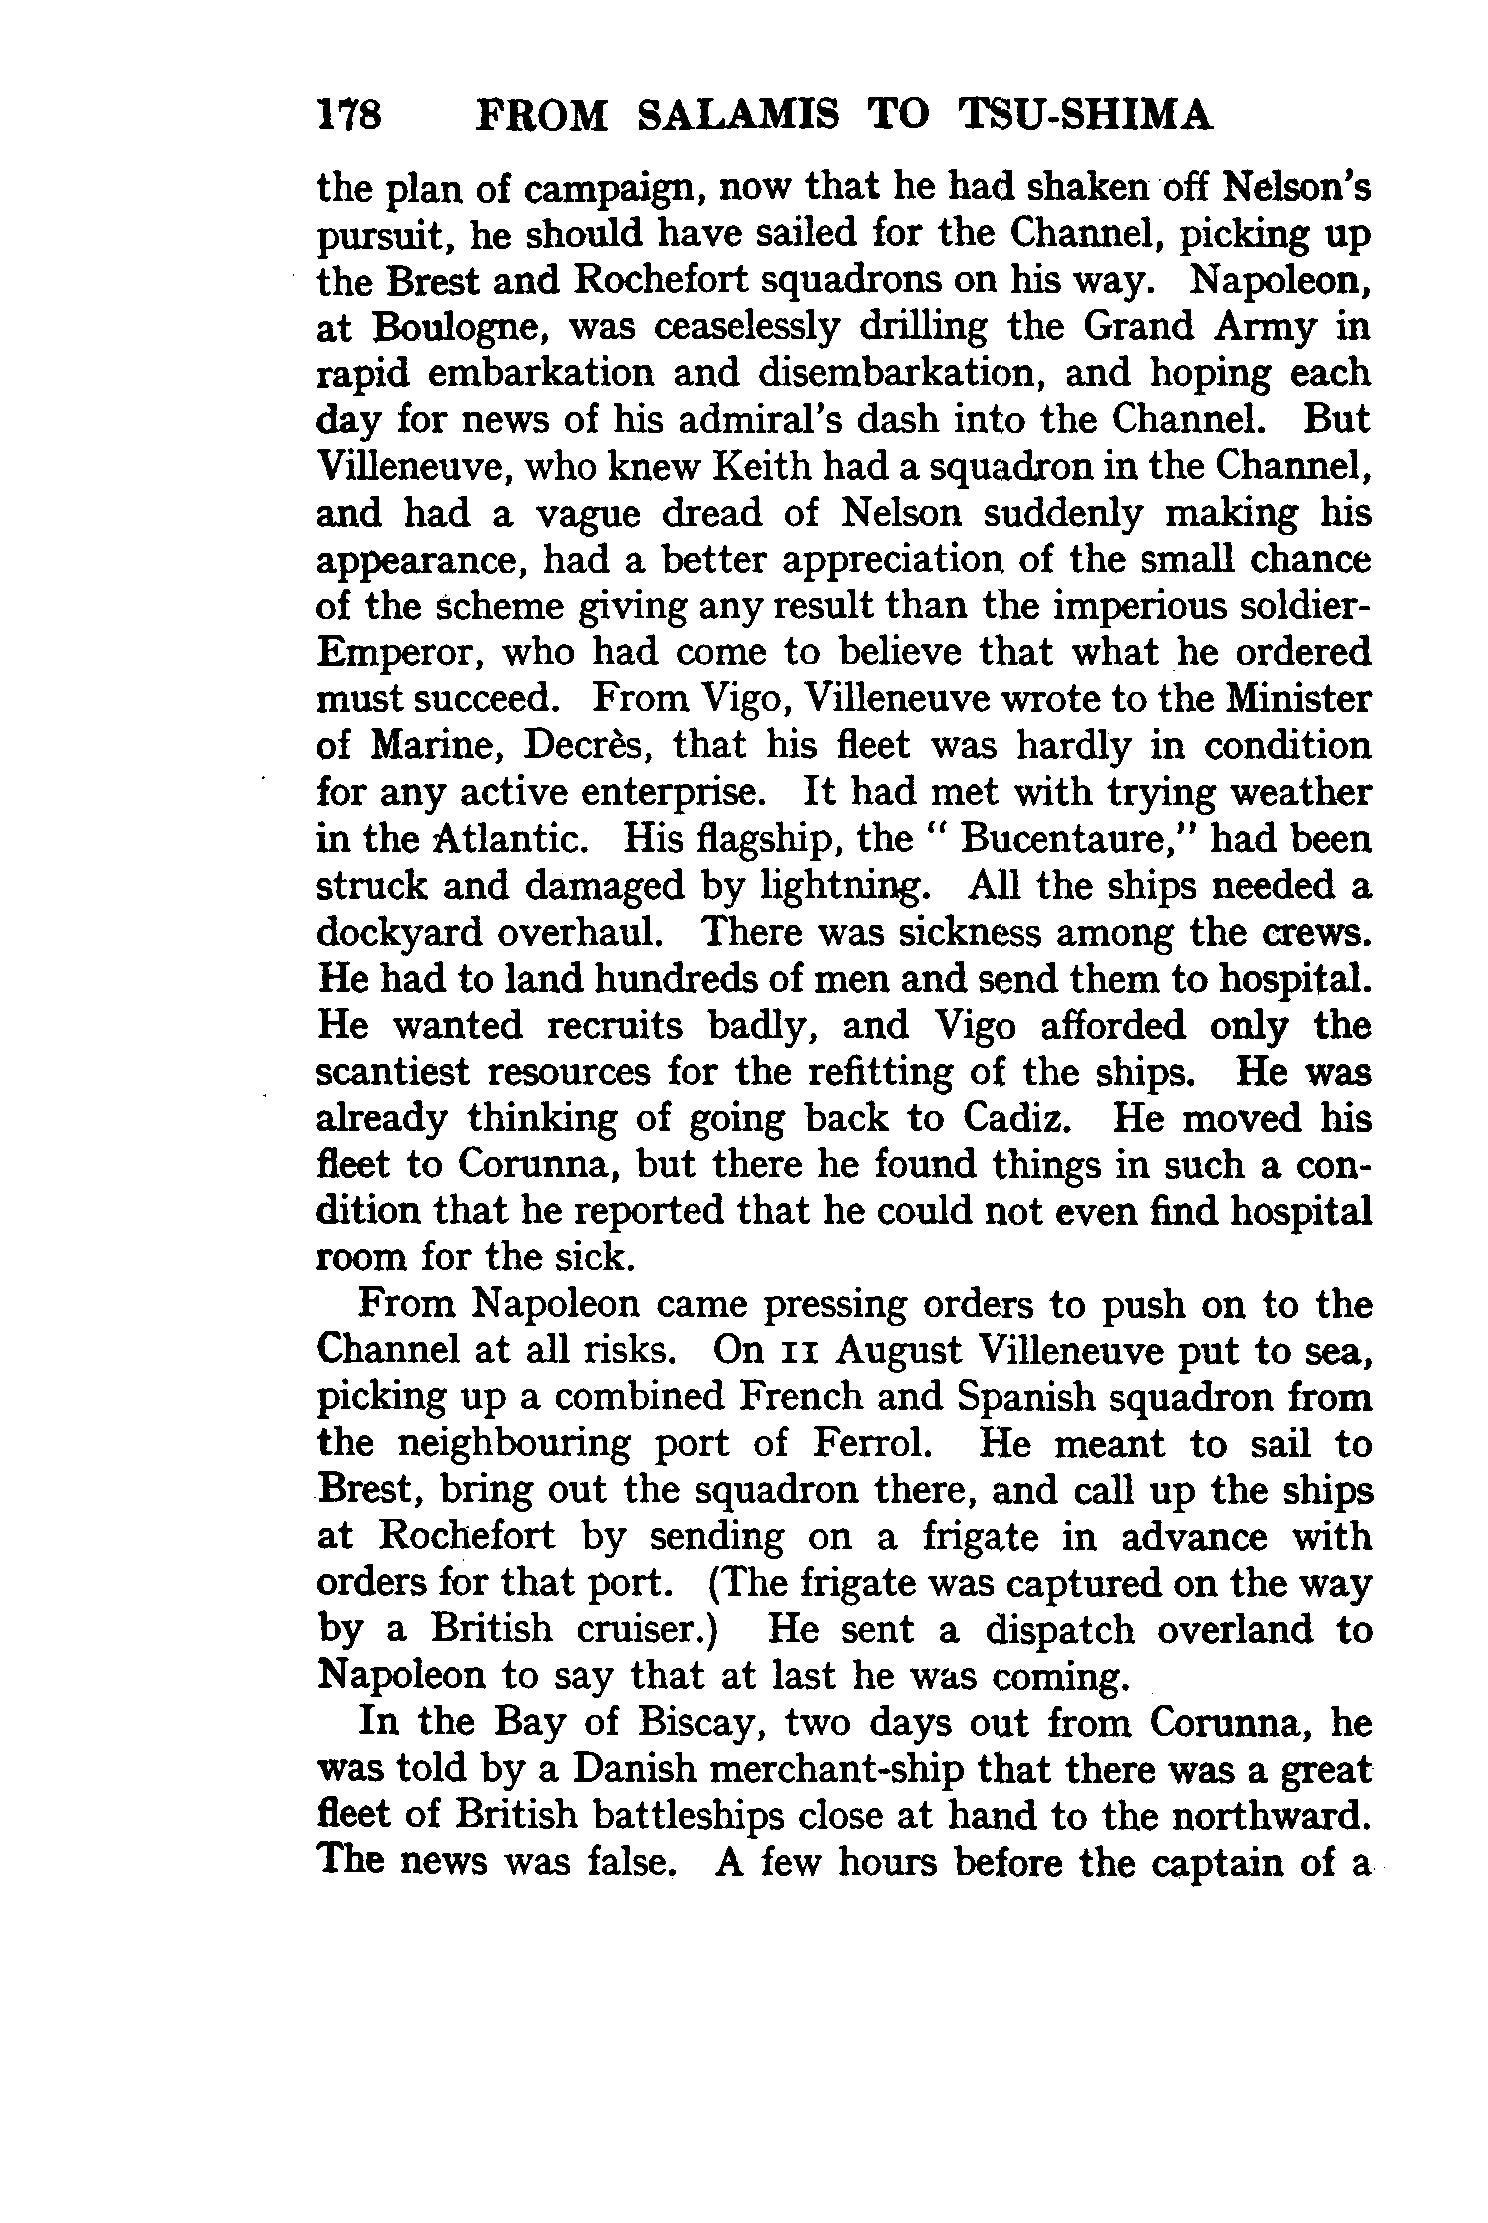 178 FROM SALAMIS TO TSU-SHIMA
the plan of campaign, now that he had shaken off Nelson's
pursuit, he should have sailed for the Channel, picking up
the Brest and Rochefort squadrons on his way. Napoleon,
at Boulogne, was ceaselessly drilling the Grand Army in
rapid embarkation and disembarkation, and hoping each
day for news of his admiral's dash into the Channel. But
Villeneuve, who knew Keith had a squadron in the Channel,
and had a vague dread of Nelson suddenly making his
appearance, had a better appreciation of the small chance
of the scheme giving any result than the imperious soldier-
Emperor, who had come to believe that what he ordered
must succeed. From Vigo, Villeneuve wrote to the Minister
of Marine, Decrès, that his fleet was hardly in condition
for any active enterprise. It had met with trying weather
in the Atlantic. His flagship, the " Bucentaure," had been
struck and damaged by lightning. All the ships needed a
dockyard overhaul. There was sickness among the crews.
He had to land hundreds of men and send them to hospital.
He wanted recruits badly, and Vigo afforded only the
scantiest resources for the refitting of the ships. He was
already thinking of going back to Cadiz. He moved his
fleet to Corunna, but there he found things in such a con-
dition that he reported that he could not even find hospital
room for the sick.
From Napoleon came pressing orders to push on to the
Channel at all risks. On 11 August Villeneuve put to sea,
picking up a combined French and Spanish squadron from
the neighbouring port of Ferrol. He meant to sail to
Brest, bring out the squadron there, and call up the ships
at Rochefort by sending on a frigate in advance with
orders for that port. (The frigate was captured on the way
by a British cruiser.) He sent a dispatch overland to
Napoleon to say that at last he was coming.
In the Bay of Biscay, two days out from Corunna, he
was told by a Danish merchant-ship that there was a great
fleet of British battleships close at hand to the northward.
The news was false. A few hours before the captain of a